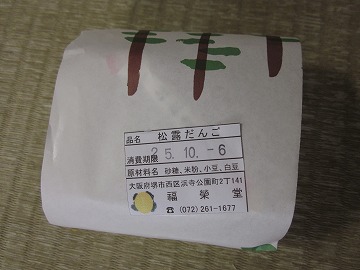 品名 松露だんご
消費期限 25.10.-6
原材料名 砂糖、米粉、小豆、白豆
大阪府堺市西区浜寺公園町2丁141
福榮堂
☎(072)261-1677